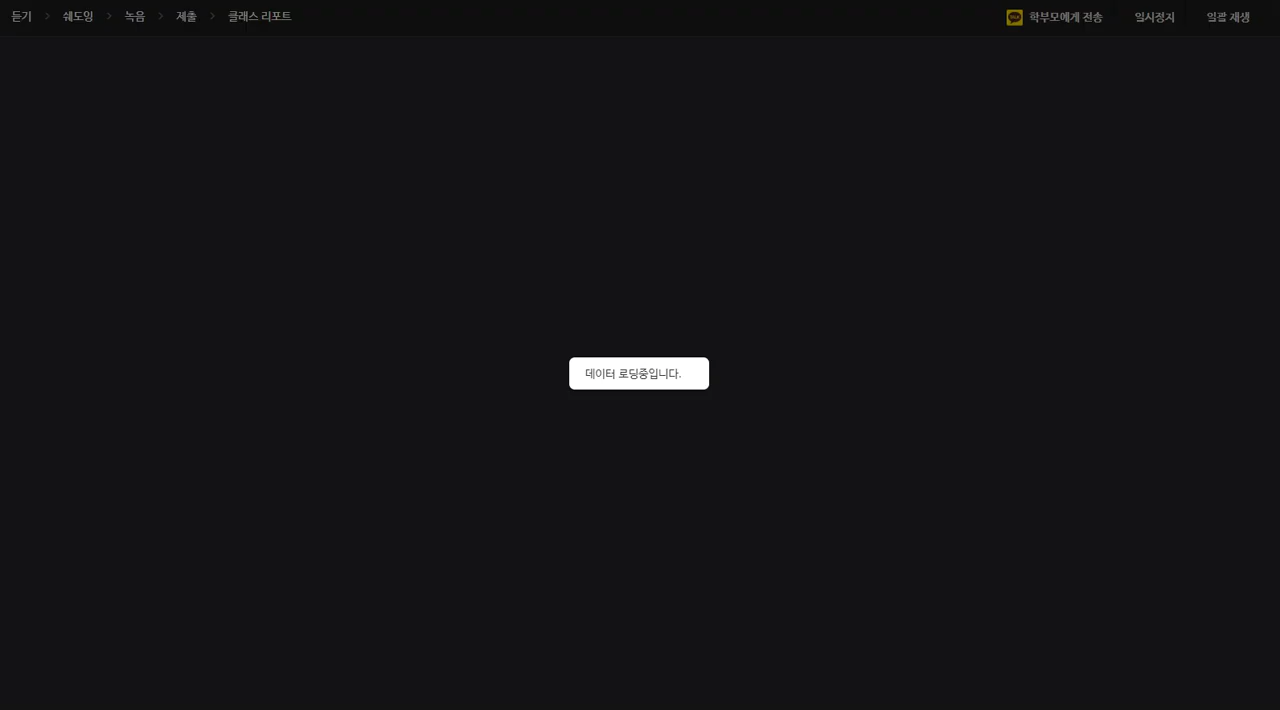 듣기 > 쉐도잉 > 녹음 > 제출 > 클래스 리포트
TALK 학부모에게 전송 일시정지 일괄 재생
데이터 로딩중입니다.